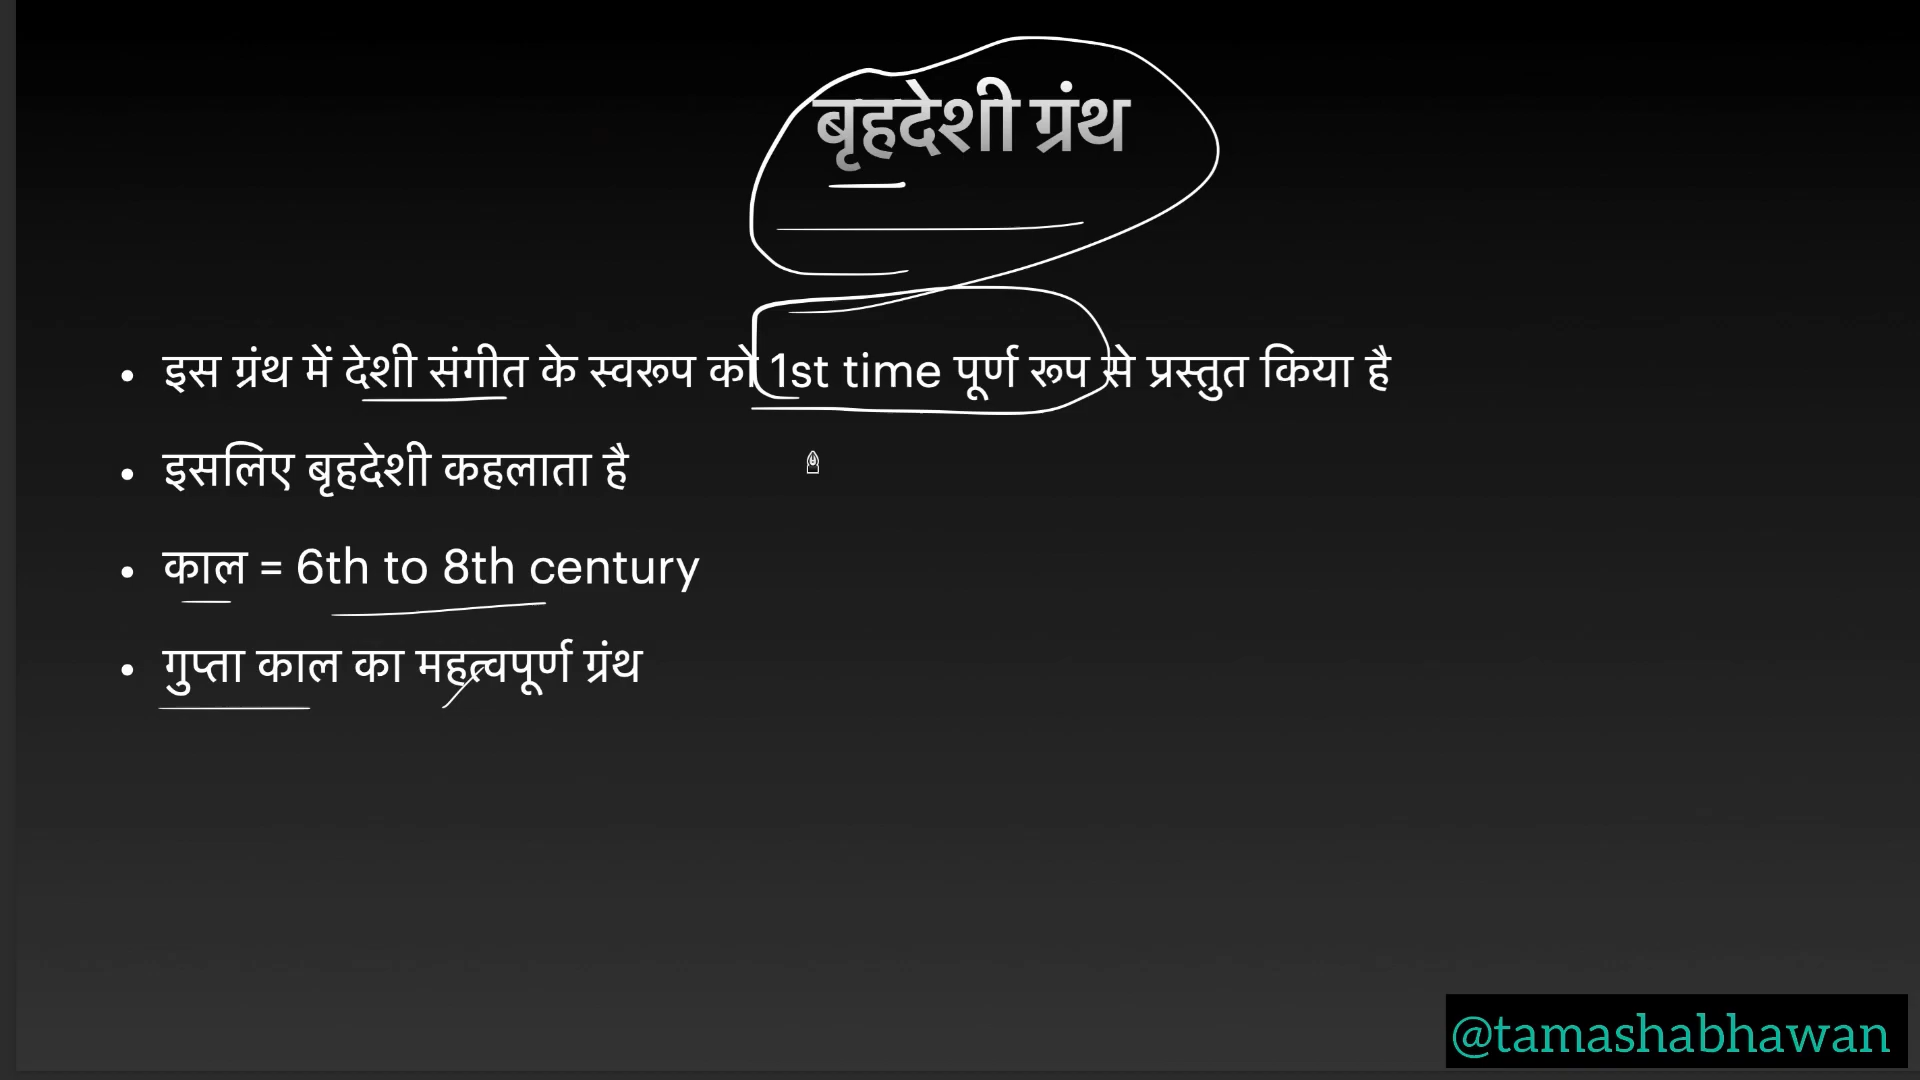 बृहदेशी ग्रंथ
• इस ग्रंथ में देशी संगीत के स्वरूप को 1st time पूर्ण रूप से प्रस्तुत किया है
• इसलिए बृहदेशी कहलाता है
• काल = 6th to 8th century
• गुप्ता काल का महत्वपूर्ण ग्रंथ
@tamashabhawan